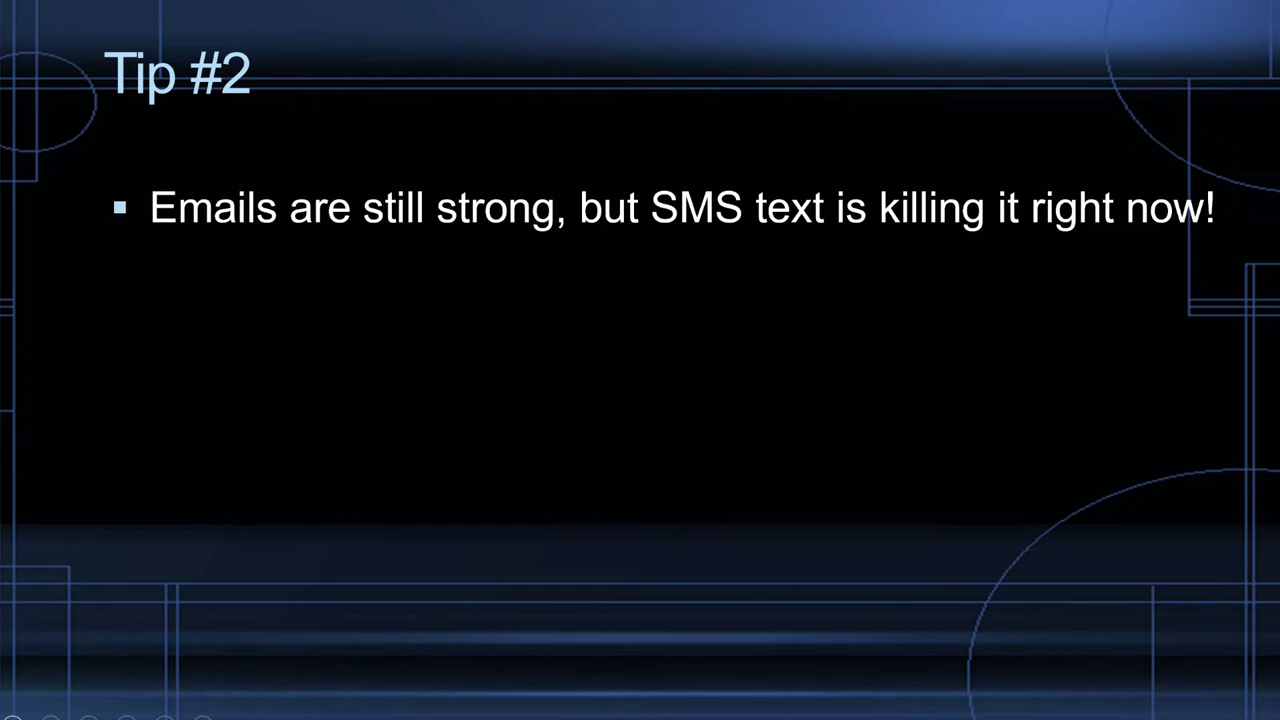 Tip #2
▪ Emails are still strong, but SMS text is killing it right now!